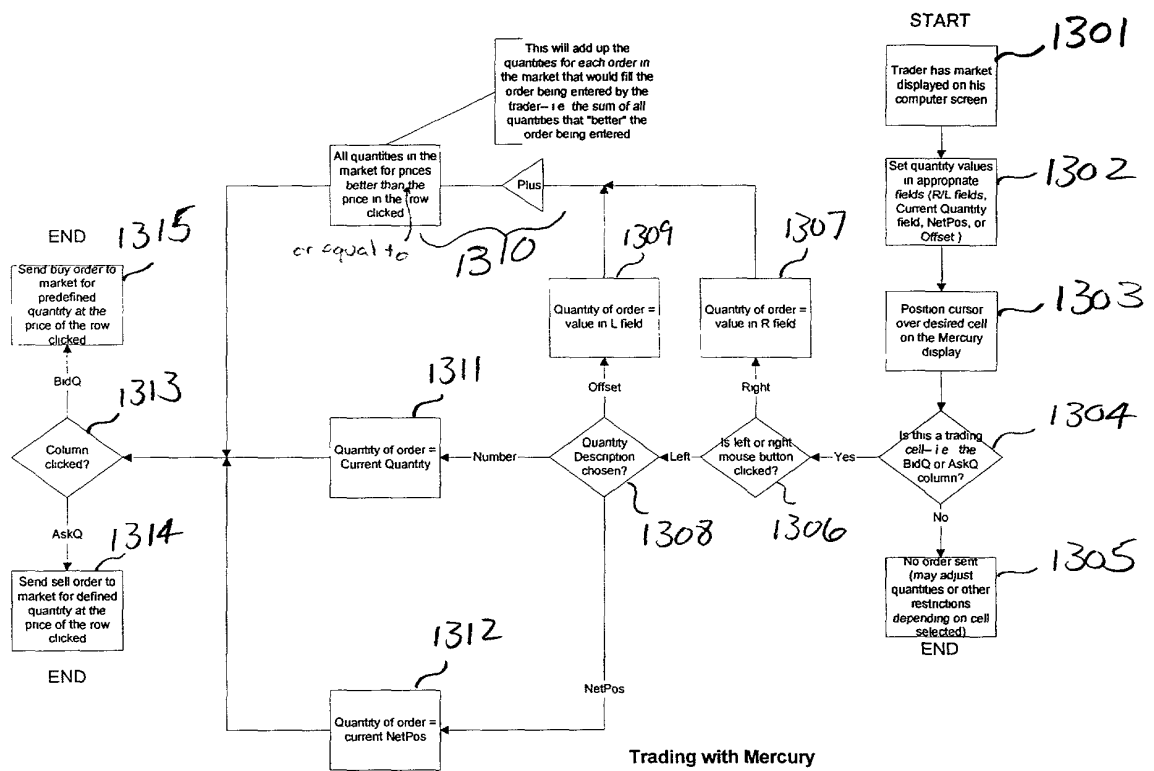 START
1301
Trader has market
displayed on his
computer screen
Set quantity values
in appropriate
fields (R/L fields,
Current Quantity
field, NetPos, or
Offset )
1302
Position cursor
over desired cell
on the Mercury
display
1303
Is this a trading
cell--i e the
BidQ or AskQ
column?
1304
Yes
No
No order sent
(may adjust
quantities or other
restrictions
depending on cell
selected)
1305
END
Is left or right
mouse button
clicked?
1306
Left
Right
Quantity of order =
value in R field
1307
Quantity
Description
chosen?
1308
Offset
Number
NetPos
Quantity of order =
value in L field
1309
Plus
1310
All quantities in the
market for prices
better than the
price in the row
clicked
or equal to
This will add up the
quantities for each order in
the market that would fill the
order being entered by the
trader--i e the sum of all
quantities that "better" the
order being entered
Quantity of order =
Current Quantity
1311
Quantity of order =
current NetPos
1312
Column
clicked?
1313
BidQ
AskQ
Send sell order to
market for defined
quantity at the
price of the row
clicked
1314
END
END
1315
Send buy order to
market for
predefined
quantity at the
price of the row
clicked
Trading with Mercury